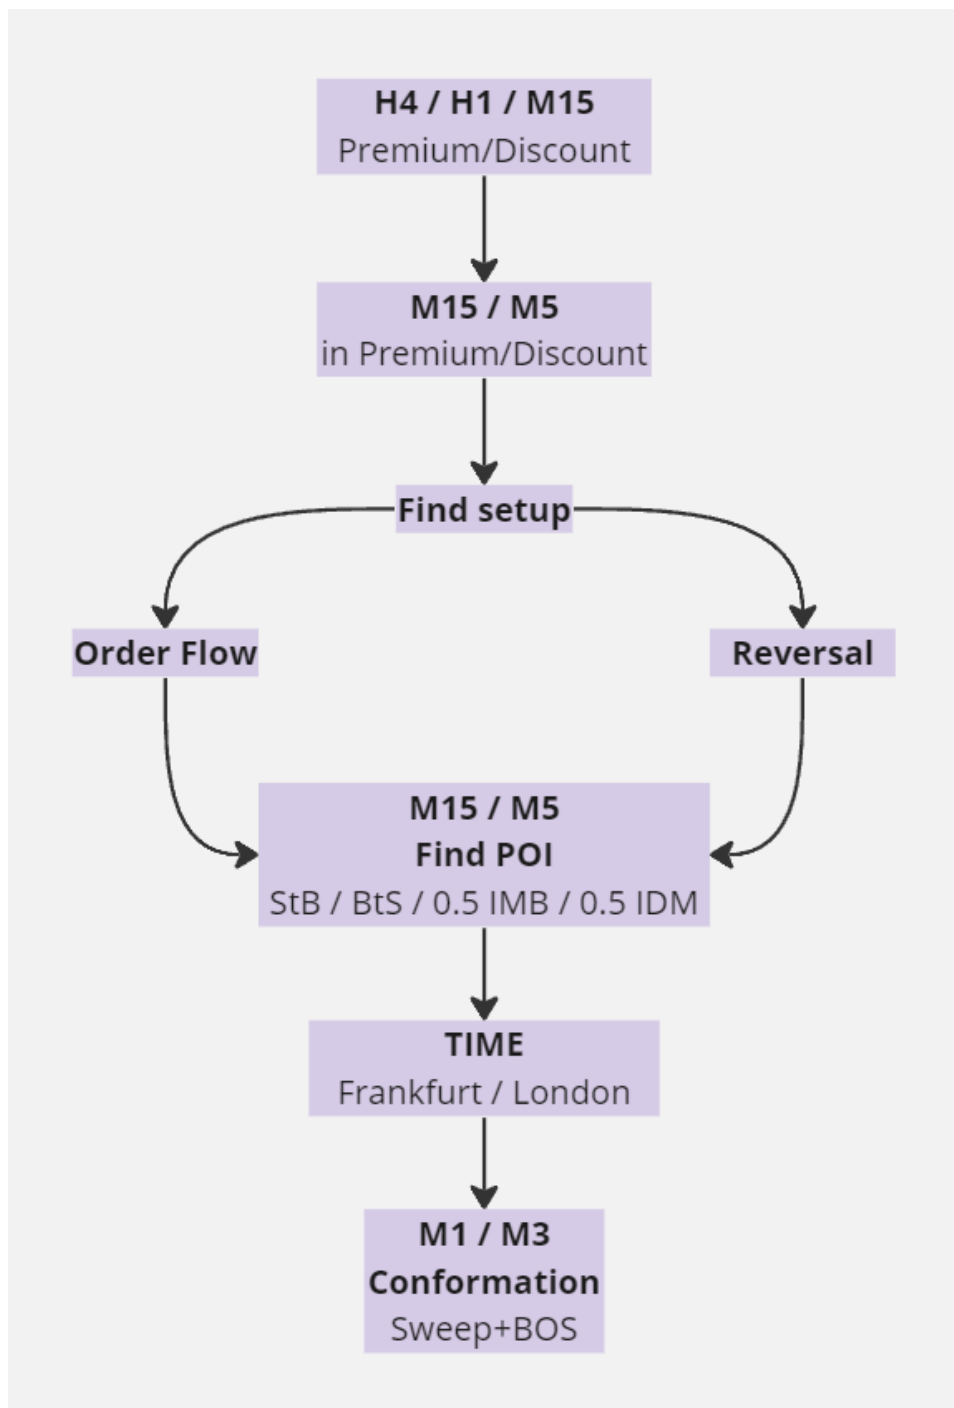 H4 / H1 / M15
Premium/Discount
M15 / M5
in Premium/Discount
Find setup
Order Flow
Reversal
M15 / M5
Find POI
StB / BtS / 0.5 IMB / 0.5 IDM
TIME
Frankfurt / London
M1 / M3
Conformation
Sweep+BOS